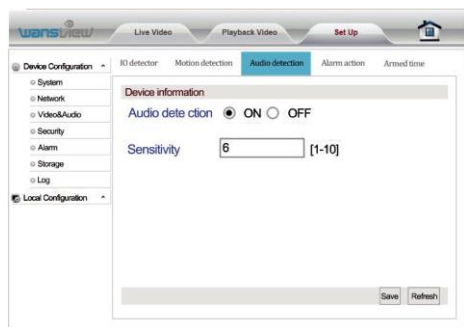 wansview
Live Video Playback Video Set Up
Device Configuration
System
Network
Video&Audio
Security
Alarm
Storage
Log
Local Configuration
IO detector Motion detection Audio detection Alarm action Armed time
Device information
Audio dete ction ON OFF
Sensitivity 6 [1-10]
Save Refresh